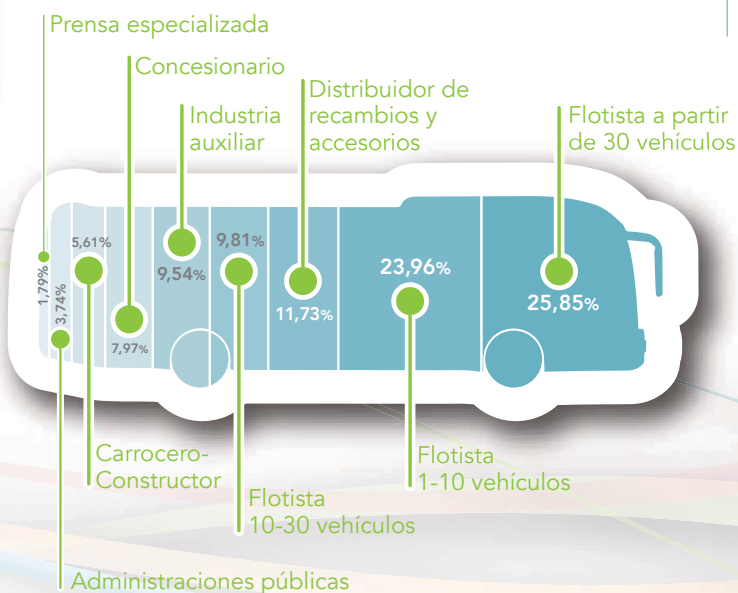 Prensa especializada
Concesionario
Industria
auxiliar
Distribuidor de
recambios y
accesorios
Flotista a partir
de 30 vehículos
1,79%
3,74%
5,61%
7,97%
9,54%
9,81%
11,73%
23,96%
25,85%
Carrocero-
Constructor
Flotista
10-30 vehículos
Flotista
1-10 vehículos
Administraciones públicas